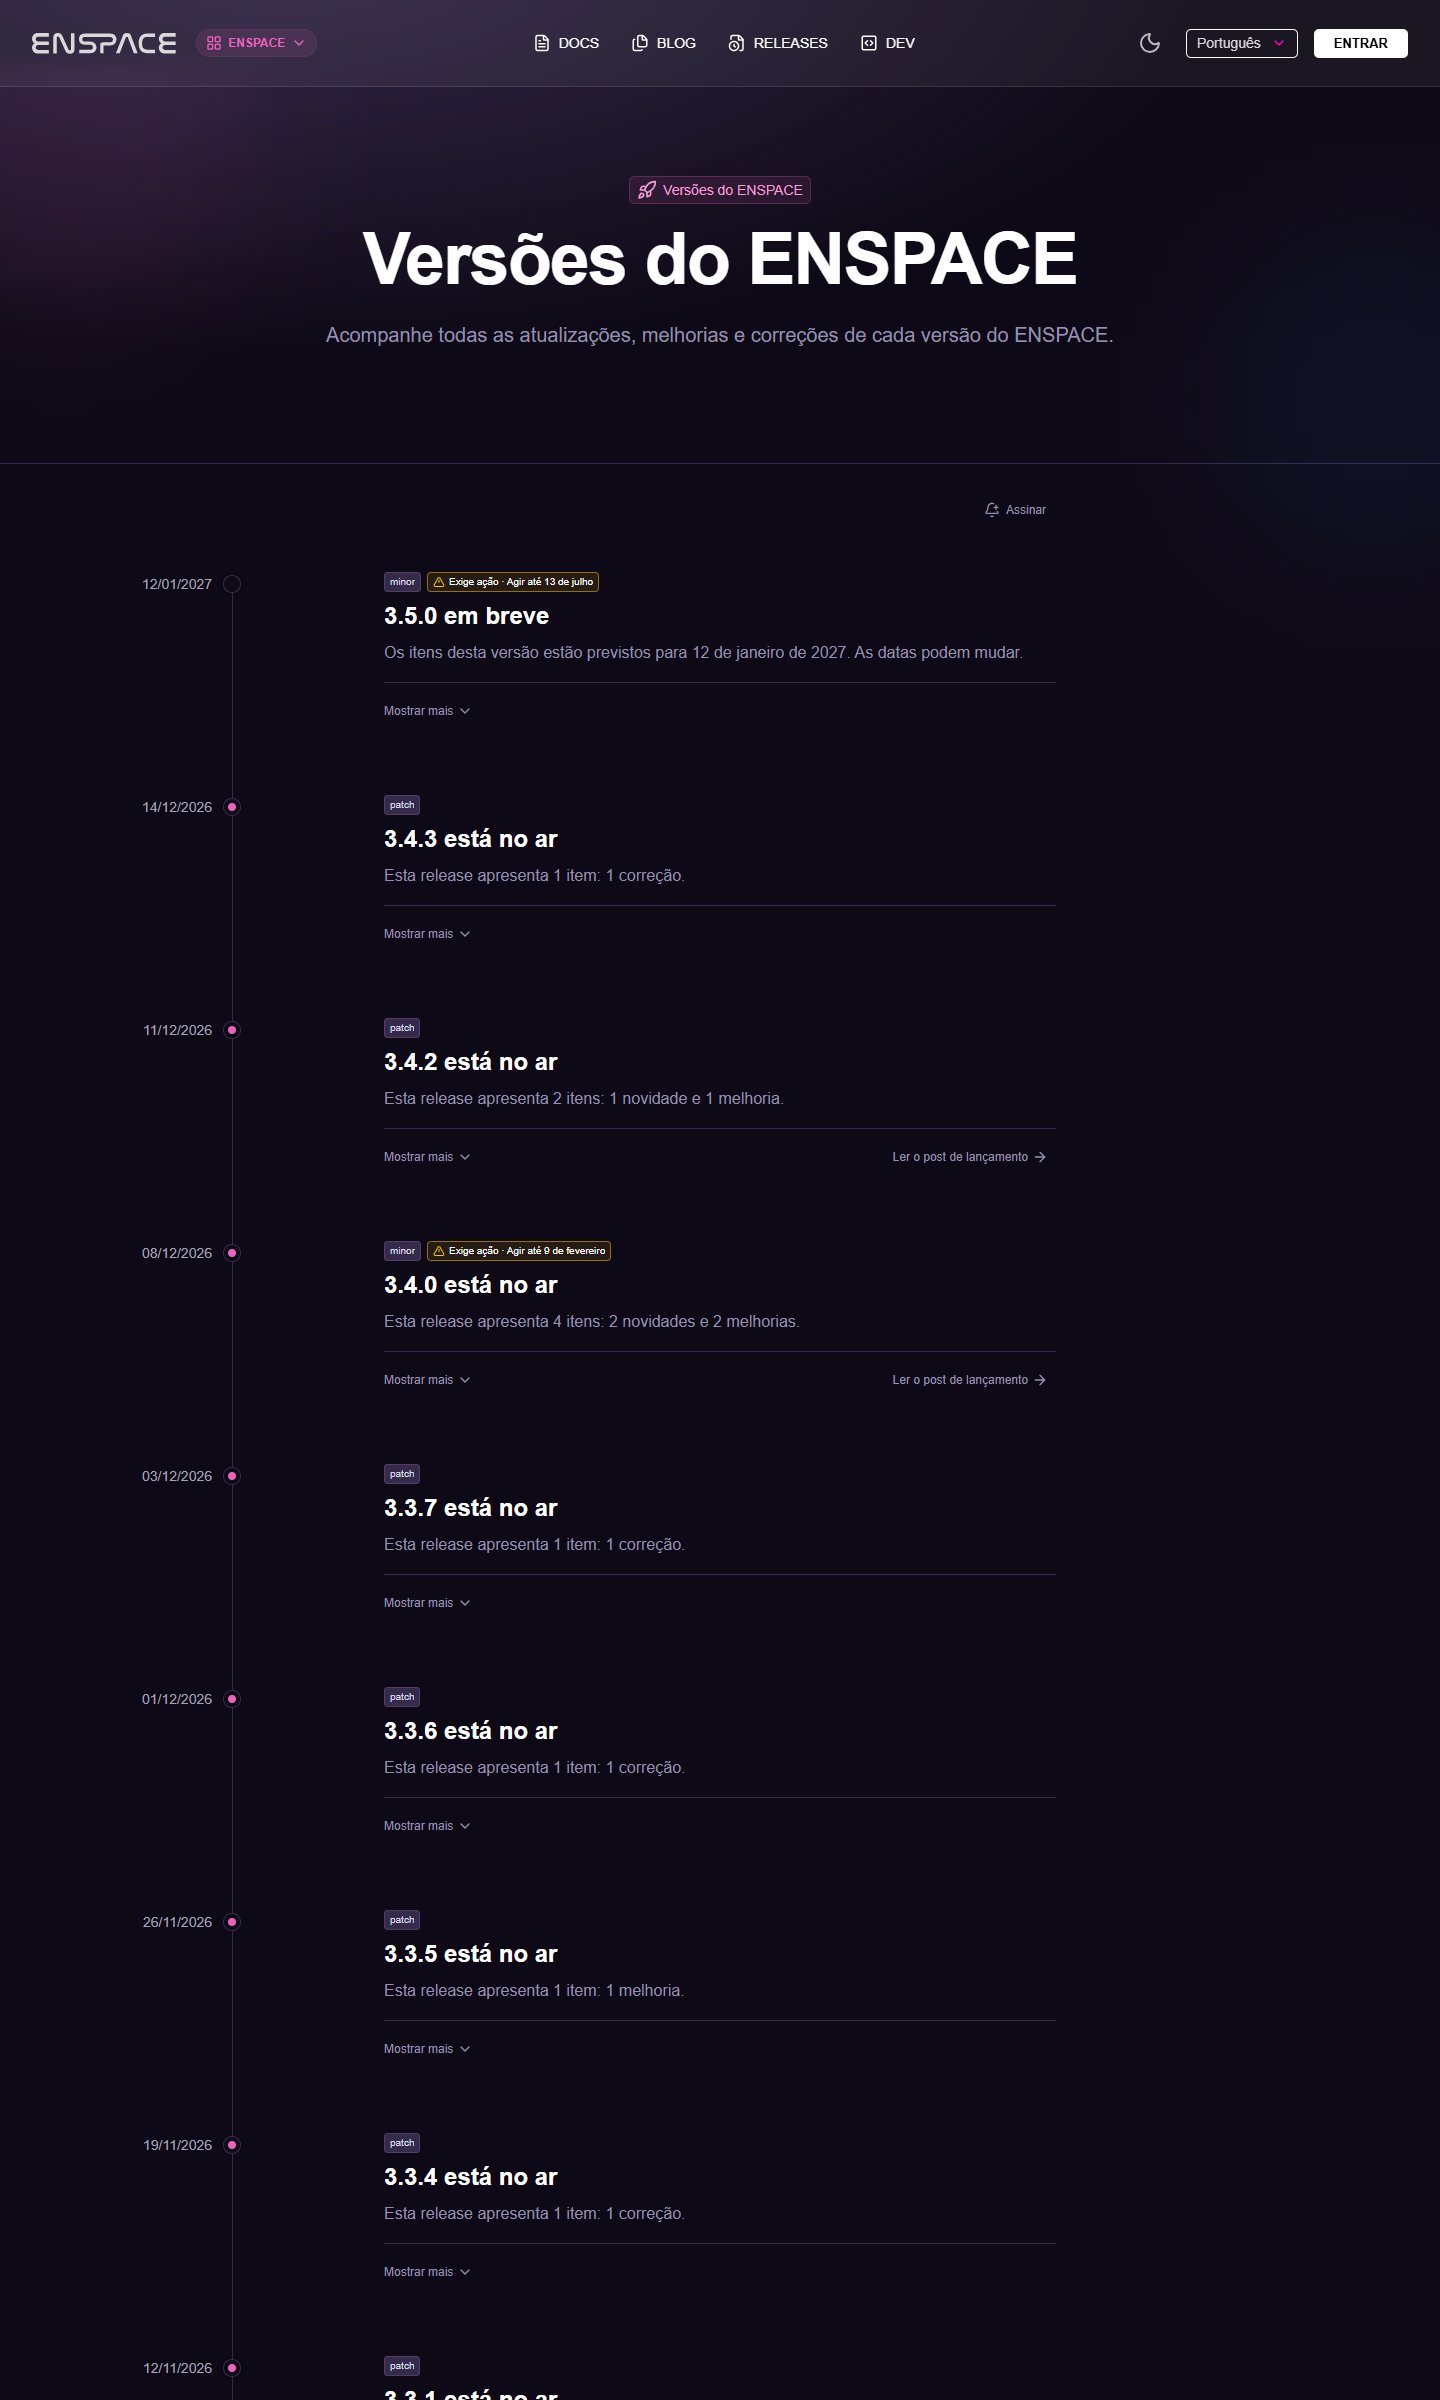 ENSPACE
ENSPACE
DOCS
BLOG
RELEASES
DEV
Português
ENTRAR
Versões do ENSPACE
Versões do ENSPACE
Acompanhe todas as atualizações, melhorias e correções de cada versão do ENSPACE.
Assinar
12/01/2027
minor
Exige ação · Agir até 13 de julho
3.5.0 em breve
Os itens desta versão estão previstos para 12 de janeiro de 2027. As datas podem mudar.
Mostrar mais
14/12/2026
patch
3.4.3 está no ar
Esta release apresenta 1 item: 1 correção.
Mostrar mais
11/12/2026
patch
3.4.2 está no ar
Esta release apresenta 2 itens: 1 novidade e 1 melhoria.
Mostrar mais
Ler o post de lançamento
08/12/2026
minor
Exige ação · Agir até 9 de fevereiro
3.4.0 está no ar
Esta release apresenta 4 itens: 2 novidades e 2 melhorias.
Mostrar mais
Ler o post de lançamento
03/12/2026
patch
3.3.7 está no ar
Esta release apresenta 1 item: 1 correção.
Mostrar mais
01/12/2026
patch
3.3.6 está no ar
Esta release apresenta 1 item: 1 correção.
Mostrar mais
26/11/2026
patch
3.3.5 está no ar
Esta release apresenta 1 item: 1 melhoria.
Mostrar mais
19/11/2026
patch
3.3.4 está no ar
Esta release apresenta 1 item: 1 correção.
Mostrar mais
12/11/2026
patch
3.3.1 está no ar